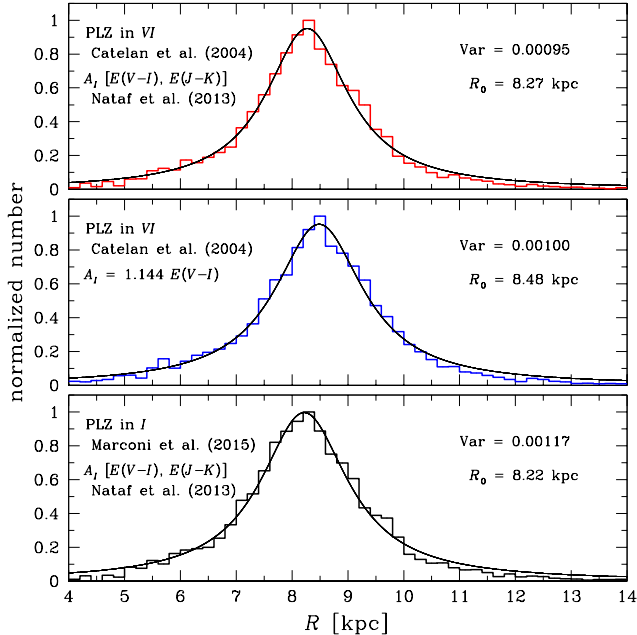 normalized number
1
0.8
0.6
0.4
0.2
0
PLZ in VI
Catelan et al. (2004)
A_I [E(V−I), E(J−K)]
Nataf et al. (2013)
Var = 0.00095
R_0 = 8.27 kpc
1
0.8
0.6
0.4
0.2
0
PLZ in VI
Catelan et al. (2004)
A_I = 1.144 E(V−I)
Var = 0.00100
R_0 = 8.48 kpc
1
0.8
0.6
0.4
0.2
0
PLZ in I
Marconi et al. (2015)
A_I [E(V−I), E(J−K)]
Nataf et al. (2013)
Var = 0.00117
R_0 = 8.22 kpc
4 5 6 7 8 9 10 11 12 13 14
R [kpc]